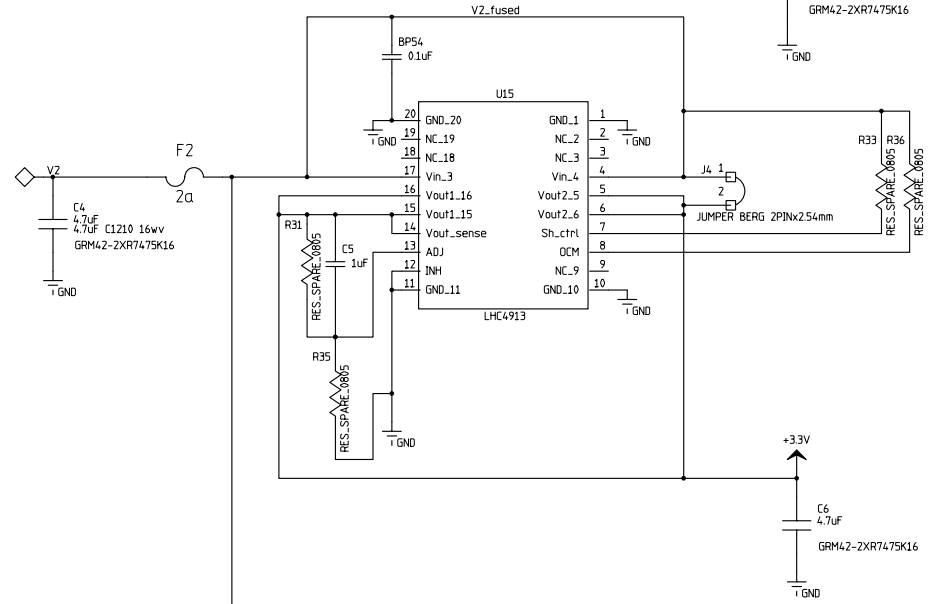 V2_fused
GRM42-2XR7475K16
GND
BP54
0.1uF
U15
20 GND_20
19 NC_19
18 NC_18
17 Vin_3
16 Vout1_16
15 Vout1_15
14 Vout_sense
13 ADJ
12 INH
11 GND_11
GND_1 1
NC_2 2
NC_3 3
Vin_4 4
Vout2_5 5
Vout2_6 6
Sh_ctrl 7
OCM 8
NC_9 9
GND_10 10
LHC4913
GND
GND
GND
F2
2a
V2
C4
4.7uF
4.7uF C1210 16wv
GRM42-2XR7475K16
GND
R31
RES_SPARE_0805
C5
1uF
R35
RES_SPARE_0805
GND
J4 1
2
JUMPER BERG 2PINx2.54mm
R33
RES_SPARE_0805
R36
RES_SPARE_0805
+3.3V
C6
4.7uF
GRM42-2XR7475K16
GND